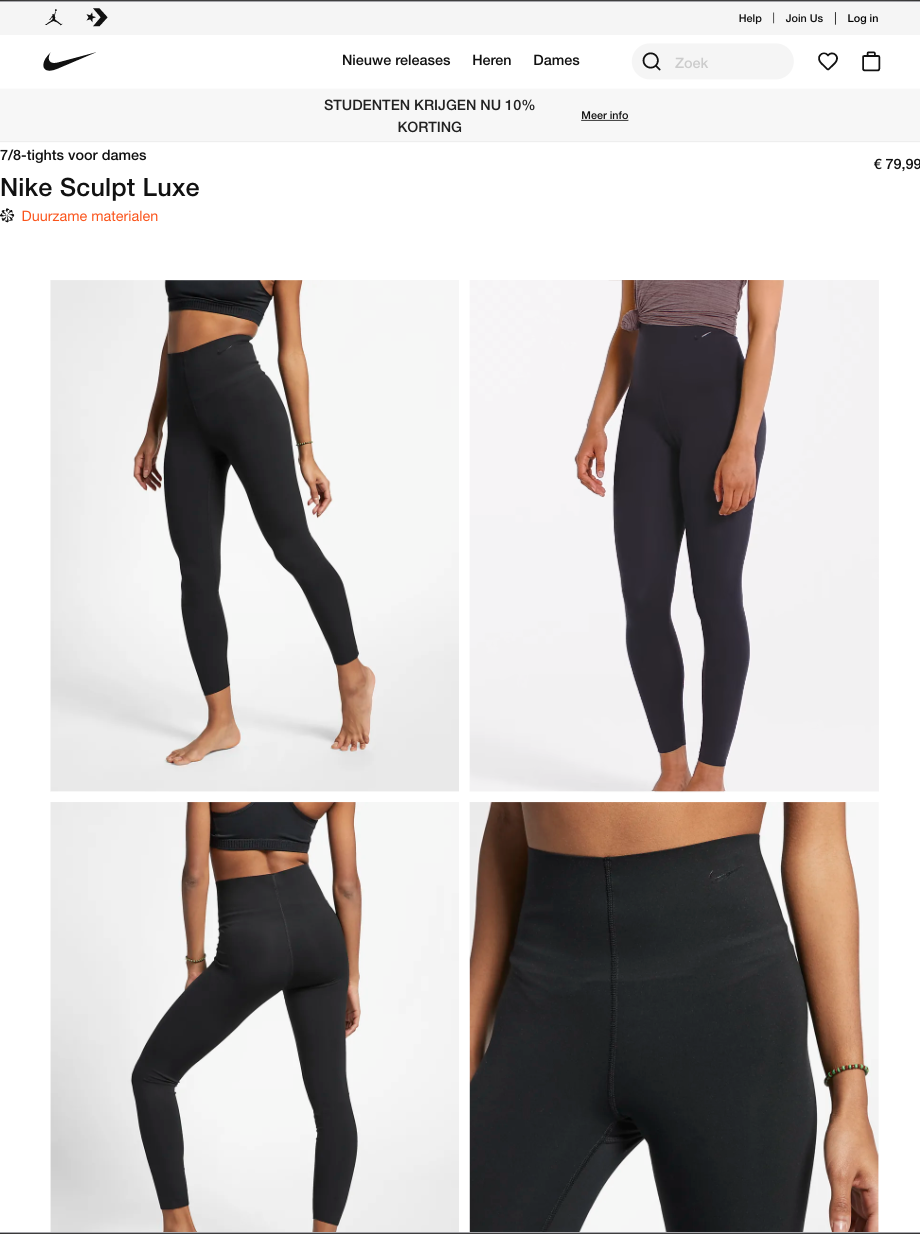 Help
Join Us
Log in
Nieuwe releases
Heren
Dames
Zoek
STUDENTEN KRIJGEN NU 10%
KORTING
Meer info
7/8-tights voor dames
€ 79,99
Nike Sculpt Luxe
Duurzame materialen